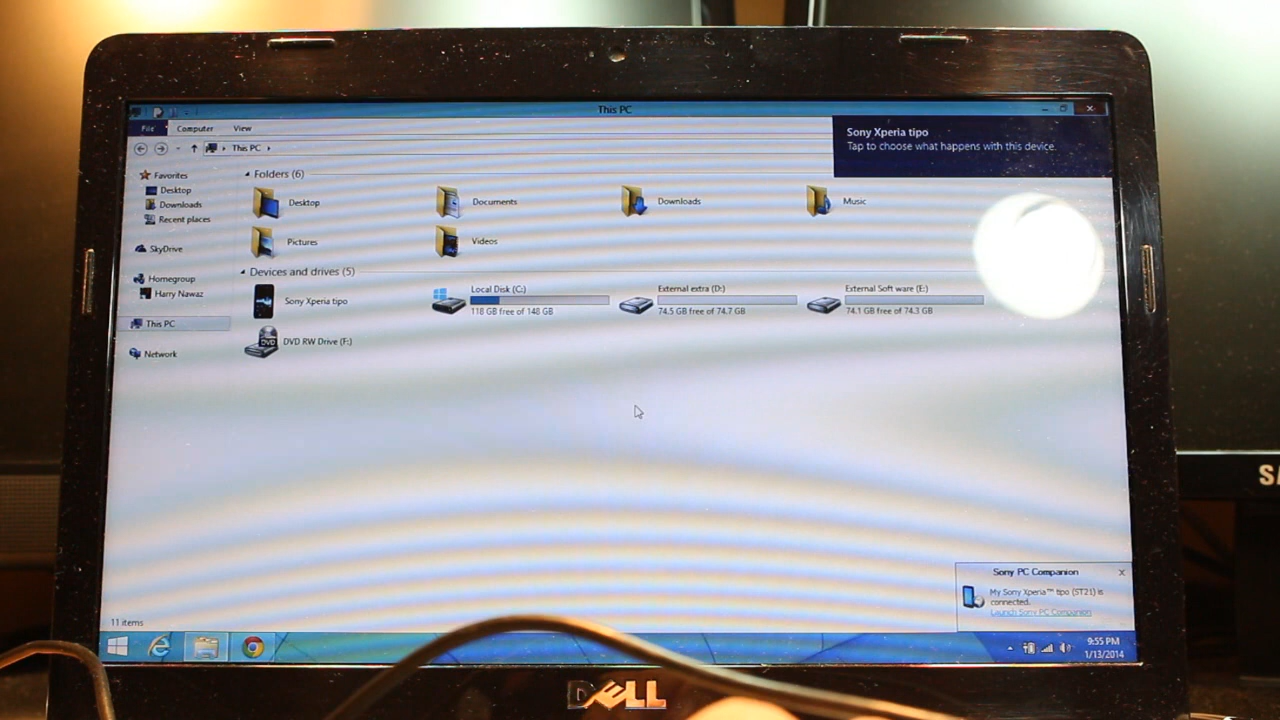 This PC
File Computer View
This PC
Sony Xperia tipo
Tap to choose what happens with this device.
Favorites
Desktop
Downloads
Recent places
SkyDrive
Homegroup
Harry Nawaz
This PC
Network
Folders (6)
Desktop
Documents
Downloads
Music
Pictures
Videos
Devices and drives (5)
Sony Xperia tipo
Local Disk (C:)
118 GB free of 148 GB
External extra (D:)
74.5 GB free of 74.7 GB
External Soft ware (E:)
74.1 GB free of 74.3 GB
DVD
DVD RW Drive (F:)
Sony PC Companion
My Sony Xperia™ tipo (ST21) is
connected.
Launch Sony PC Companion
11 items
9:55 PM
1/13/2014
DELL
SA